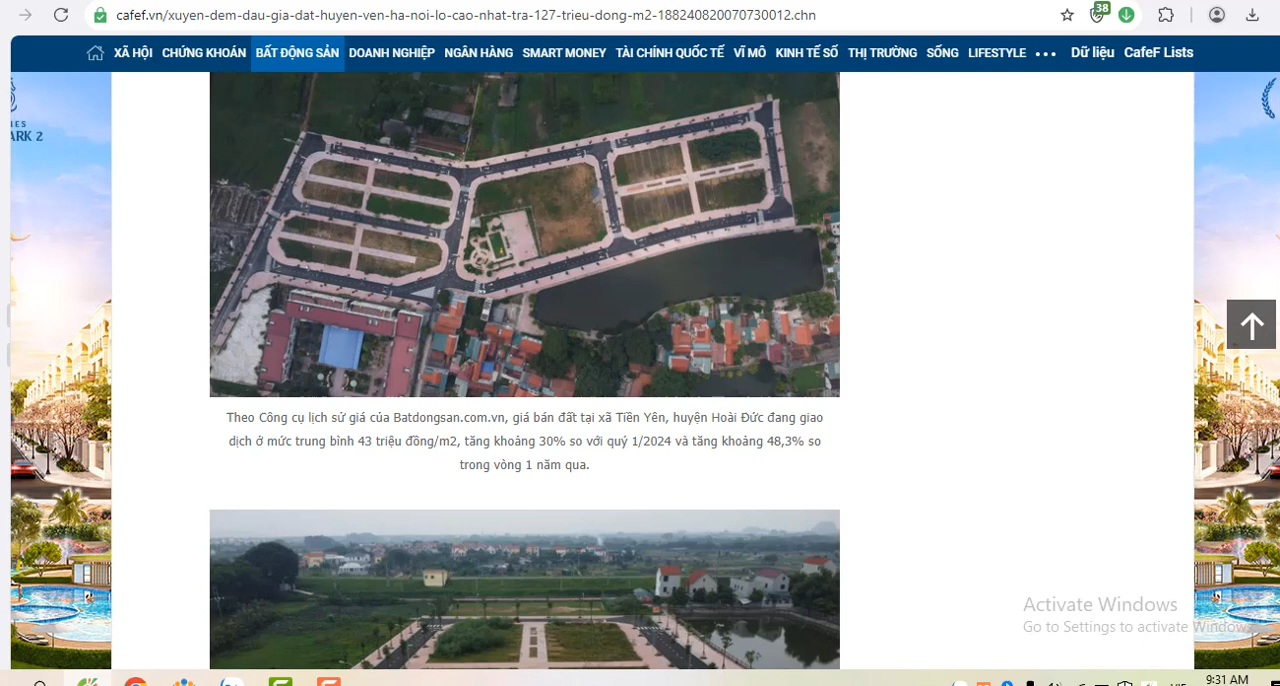 cafef.vn/xuyen-dem-dau-gia-dat-huyen-ven-ha-noi-lo-cao-nhat-tra-127-trieu-dong-m2-188240820070730012.chn
38
XÃ HỘI CHỨNG KHOÁN BẤT ĐỘNG SẢN DOANH NGHIỆP NGÂN HÀNG SMART MONEY TÀI CHÍNH QUỐC TẾ VĨ MÔ KINH TẾ SỐ THỊ TRƯỜNG SỐNG LIFESTYLE ••• Dữ liệu CafeF Lists
ARK 2
Theo Công cụ lịch sử giá của Batdongsan.com.vn, giá bán đất tại xã Tiền Yên, huyện Hoài Đức đang giao
dịch ở mức trung bình 43 triệu đồng/m2, tăng khoảng 30% so với quý 1/2024 và tăng khoảng 48,3% so
trong vòng 1 năm qua.
Activate Windows
Go to Settings to activate Windows.
9:31 AM